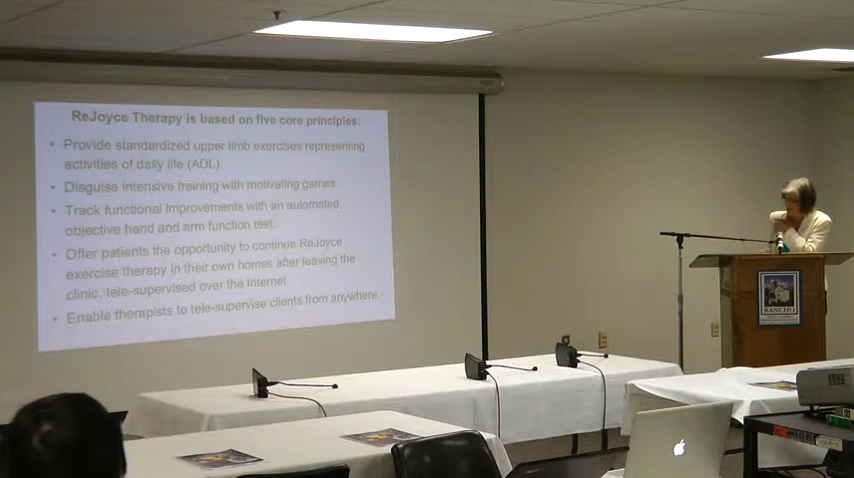 ReJoyce Therapy is based on five core principles:
• Provide standardized upper limb exercises representing
activities of daily life (ADL).
• Disguise intensive training with motivating games
• Track functional improvements with an automated,
objective hand and arm function test.
• Offer patients the opportunity to continue ReJoyce
exercise therapy in their own homes after leaving the
clinic, tele-supervised over the Internet
• Enable therapists to tele-supervise clients from anywhere
RANCHO